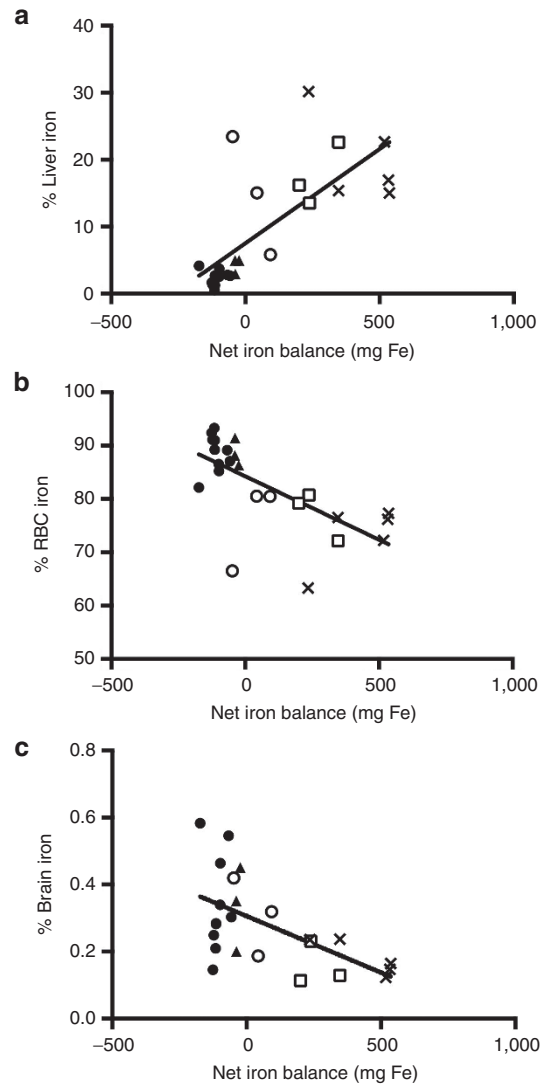 a
40
30
20
10
0
% Liver iron
−500 0 500 1,000
Net iron balance (mg Fe)
b
100
90
80
70
60
50
% RBC iron
−500 0 500 1,000
Net iron balance (mg Fe)
c
0.8
0.6
0.4
0.2
0.0
% Brain iron
−500 0 500 1,000
Net iron balance (mg Fe)